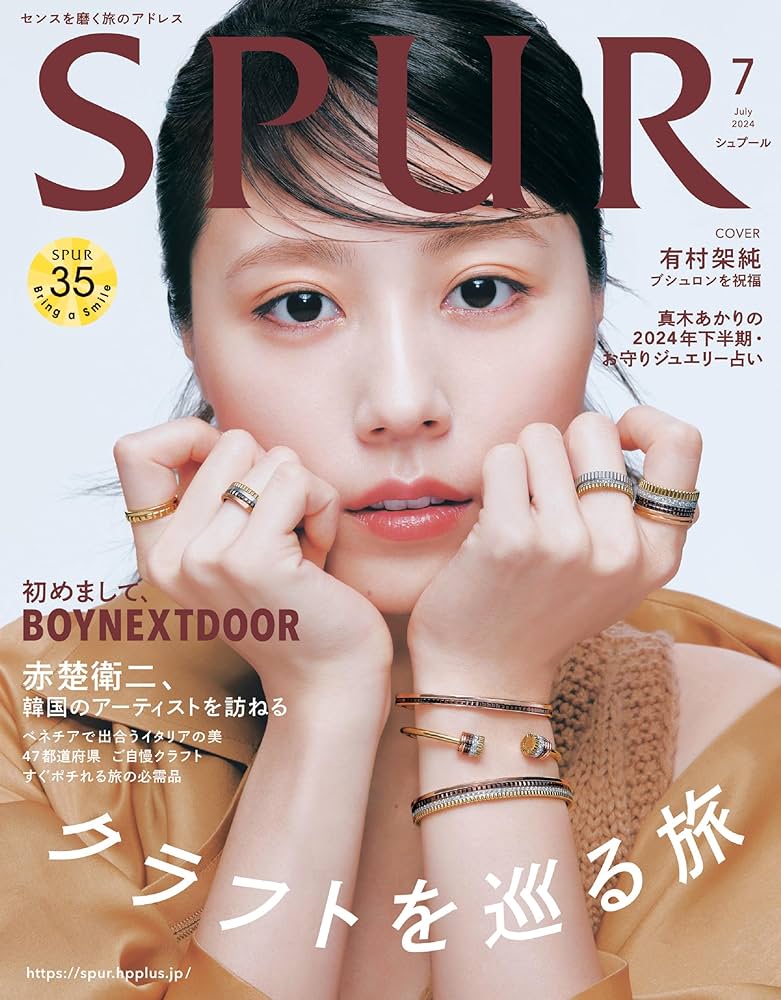 センスを磨く旅のアドレス
SPUR
7
July
2024
シュプール
SPUR
35
Bring a Smile
COVER
有村架純
ブシュロンを祝福
真木あかりの
2024年下半期・
お守りジュエリー占い
初めまして、
BOYNEXTDOOR
赤楚衛二、
韓国のアーティストを訪ねる
ベネチアで出合うイタリアの美
47都道府県 ご自慢クラフト
すぐポチれる旅の必需品
クラフトを巡る旅
https://spur.hpplus.jp/